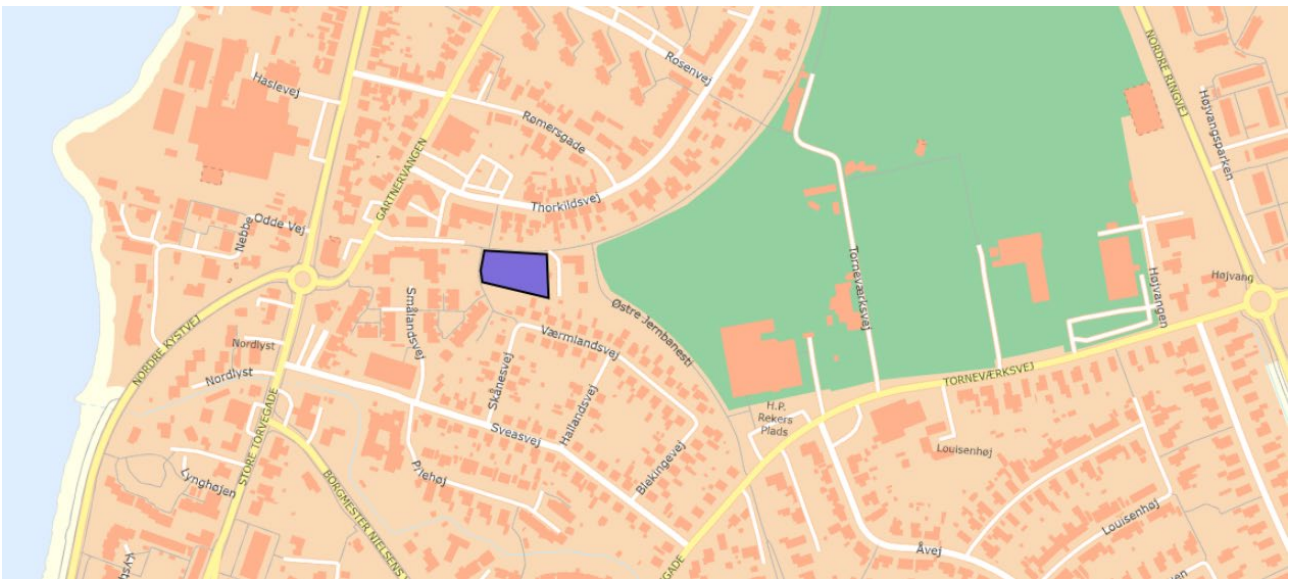 Rosenvej
NORDRE RINGVEJ
Haslevej
Højvangsparken
Rømersgade
GARTNERVANGEN
Thorkildsvej
Nebbe
Odde Vej
Torneværksvej
Højvang
Højvangen
Smålandsvej
Østre Jernbanesti
NORDRE KYSTVEJ
Værmlandsvej
Nordlyst
Nordlyst
Skånesvej
TORNEVÆRKSVEJ
STORE TORVEGADE
Hallandsvej
H.P.
Rekers
Plads
Sveasvej
Louisenhøj
Pilehøj
Blekingevej
Lynghøjen
BORGMESTER NIELSENS
Louisenhøj
Åvej